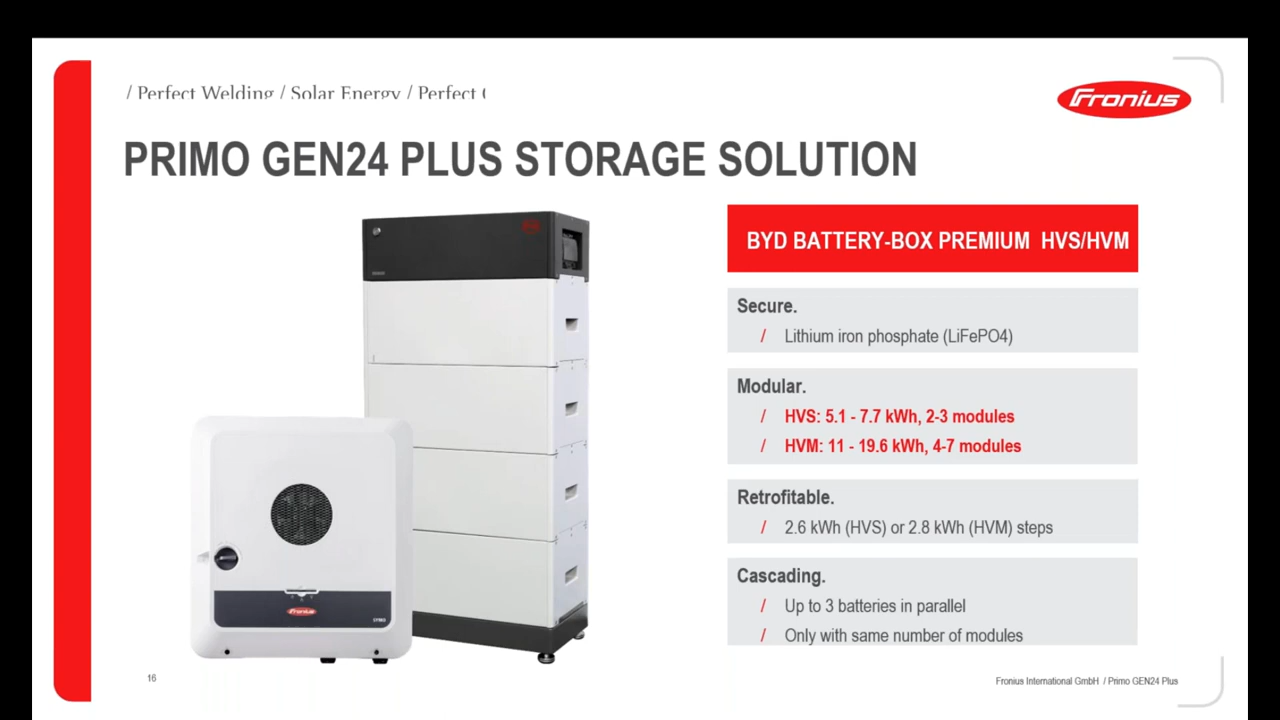 / Perfect Welding / Solar Energy / Perfect
Fronius
PRIMO GEN24 PLUS STORAGE SOLUTION
BYD BATTERY-BOX PREMIUM HVS/HVM
Secure.
/ Lithium iron phosphate (LiFePO4)
Modular.
/ HVS: 5.1 - 7.7 kWh, 2-3 modules
/ HVM: 11 - 19.6 kWh, 4-7 modules
Retrofitable.
/ 2.6 kWh (HVS) or 2.8 kWh (HVM) steps
Cascading.
/ Up to 3 batteries in parallel
/ Only with same number of modules
Fronius
SYMO
16
Fronius International GmbH / Primo GEN24 Plus